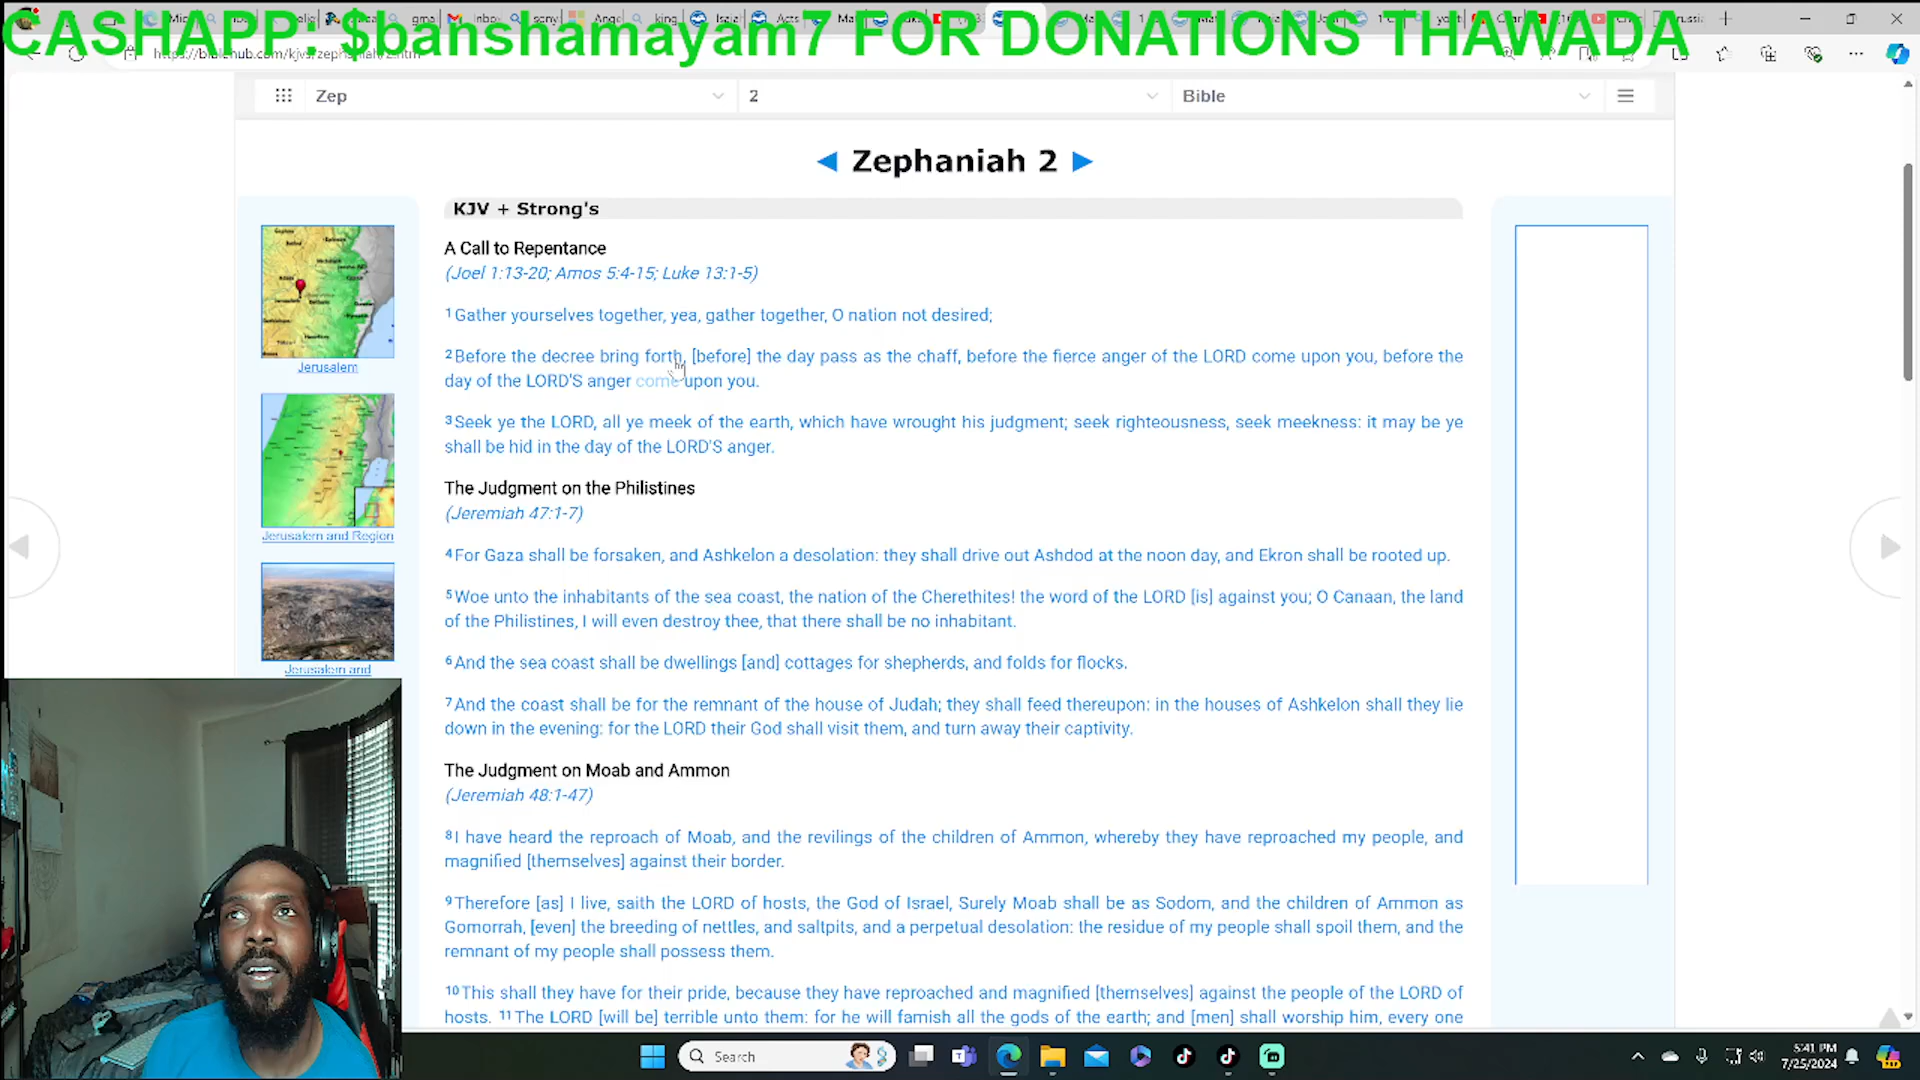 CASHAPP: $banshamayam7 FOR DONATIONS THAWADA
Zep
2
Bible
Zephaniah 2
KJV + Strong's
A Call to Repentance
(Joel 1:13-20; Amos 5:4-15; Luke 13:1-5)
1 Gather yourselves together, yea, gather together, O nation not desired;
2 Before the decree bring forth, [before] the day pass as the chaff, before the fierce anger of the LORD come upon you, before the
day of the LORD'S anger come upon you.
3 Seek ye the LORD, all ye meek of the earth, which have wrought his judgment; seek righteousness, seek meekness: it may be ye
shall be hid in the day of the LORD'S anger.
The Judgment on the Philistines
(Jeremiah 47:1-7)
4 For Gaza shall be forsaken, and Ashkelon a desolation: they shall drive out Ashdod at the noon day, and Ekron shall be rooted up.
5 Woe unto the inhabitants of the sea coast, the nation of the Cherethites! the word of the LORD [is] against you; O Canaan, the land
of the Philistines, I will even destroy thee, that there shall be no inhabitant.
6 And the sea coast shall be dwellings [and] cottages for shepherds, and folds for flocks.
7 And the coast shall be for the remnant of the house of Judah; they shall feed thereupon: in the houses of Ashkelon shall they lie
down in the evening: for the LORD their God shall visit them, and turn away their captivity.
The Judgment on Moab and Ammon
(Jeremiah 48:1-47)
8 I have heard the reproach of Moab, and the revilings of the children of Ammon, whereby they have reproached my people, and
magnified [themselves] against their border.
9 Therefore [as] I live, saith the LORD of hosts, the God of Israel, Surely Moab shall be as Sodom, and the children of Ammon as
Gomorrah, [even] the breeding of nettles, and saltpits, and a perpetual desolation: the residue of my people shall spoil them, and the
remnant of my people shall possess them.
10 This shall they have for their pride, because they have reproached and magnified [themselves] against the people of the LORD of
hosts. 11 The LORD [will be] terrible unto them: for he will famish all the gods of the earth; and [men] shall worship him, every one
Jerusalem
Jerusalem and Region
Jerusalem and
Search
5:41 PM
7/25/2024